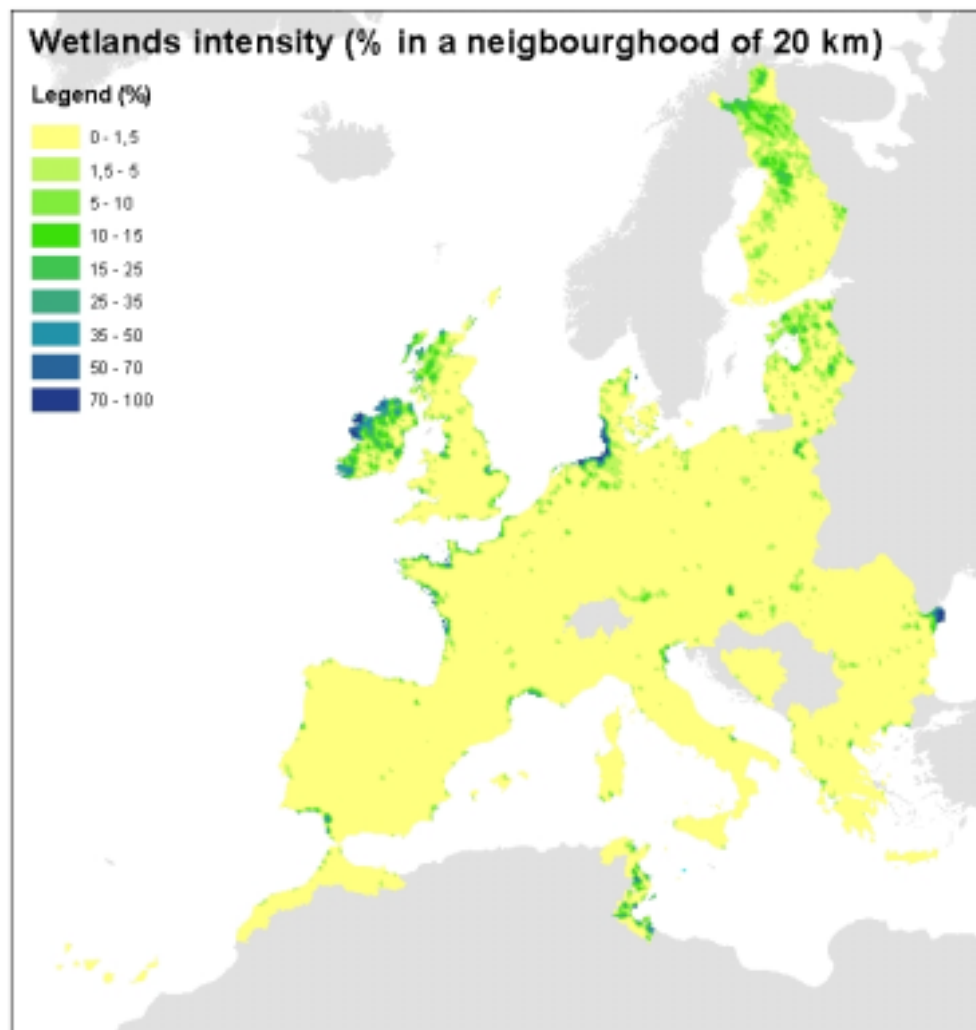 Wetlands intensity (% in a neigbourghood of 20 km)
Legend (%)
0 - 1,5
1,5 - 5
5 - 10
10 - 15
15 - 25
25 - 35
35 - 50
50 - 70
70 - 100